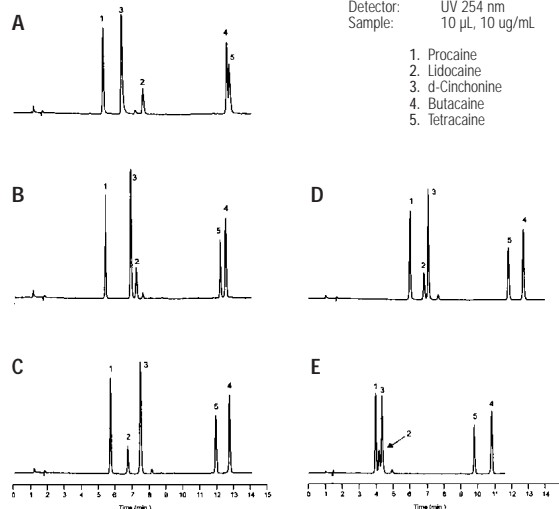 Detector: UV 254 nm
Sample: 10 µL, 10 ug/mL
1. Procaine
2. Lidocaine
3. d-Cinchonine
4. Butacaine
5. Tetracaine
A
1
3
2
4
5
B
1
3
2
5
4
D
1
2
3
5
4
C
1
2
3
5
4
0 1 2 3 4 5 6 7 8 9 10 11 12 13 14 15
Time (min )
E
1
3
2
5
4
0 1 2 3 4 5 6 7 8 9 10 11 12 13 14
Time (min )